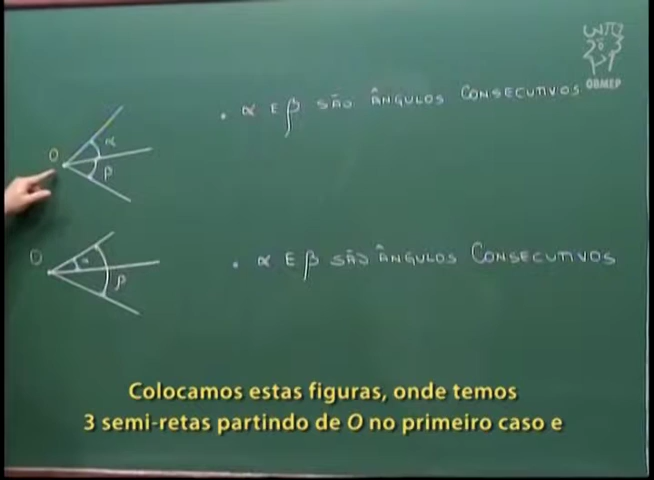 OBMEP
• α E β SÃO ÂNGULOS CONSECUTIVOS
O α
β
O α
β
• α E β SÃO ÂNGULOS CONSECUTIVOS
Colocamos estas figuras, onde temos
3 semi-retas partindo de O no primeiro caso e